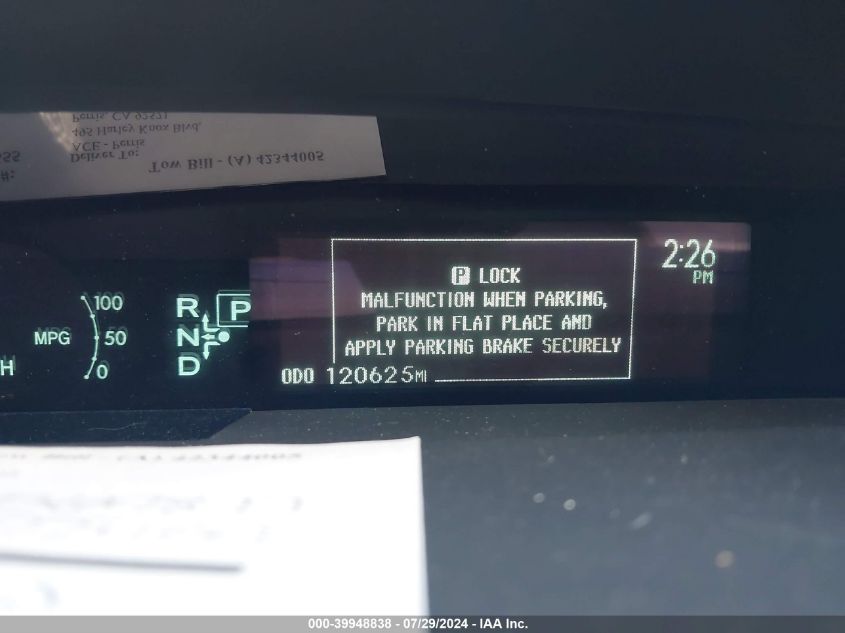 Perris, CA 92571
495 Harley Knox Blvd,
ACE - Perris
Deliver To:
Tow Bill - (A) 42344005
#:
2:26
PM
P LOCK
MALFUNCTION WHEN PARKING,
PARK IN FLAT PLACE AND
APPLY PARKING BRAKE SECURELY
ODO 120625MI
100
MPG 50
0
H
R P
N
D
000-39948838 - 07/29/2024 - IAA Inc.